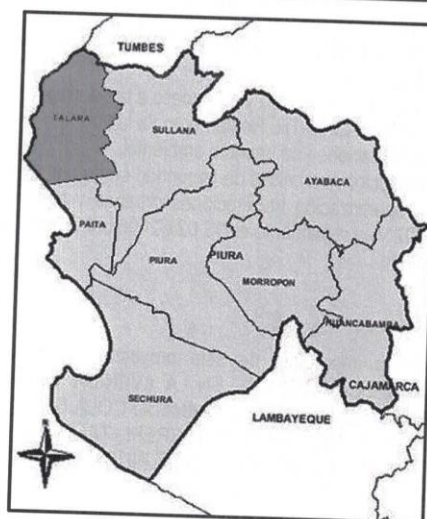 TUMBES
TALARA
SULLANA
AYABACA
PAITA
PIURA
PIURA
MORROPON
HUANCABAMBA
SECHURA
CAJAMARCA
LAMBAYEQUE
N